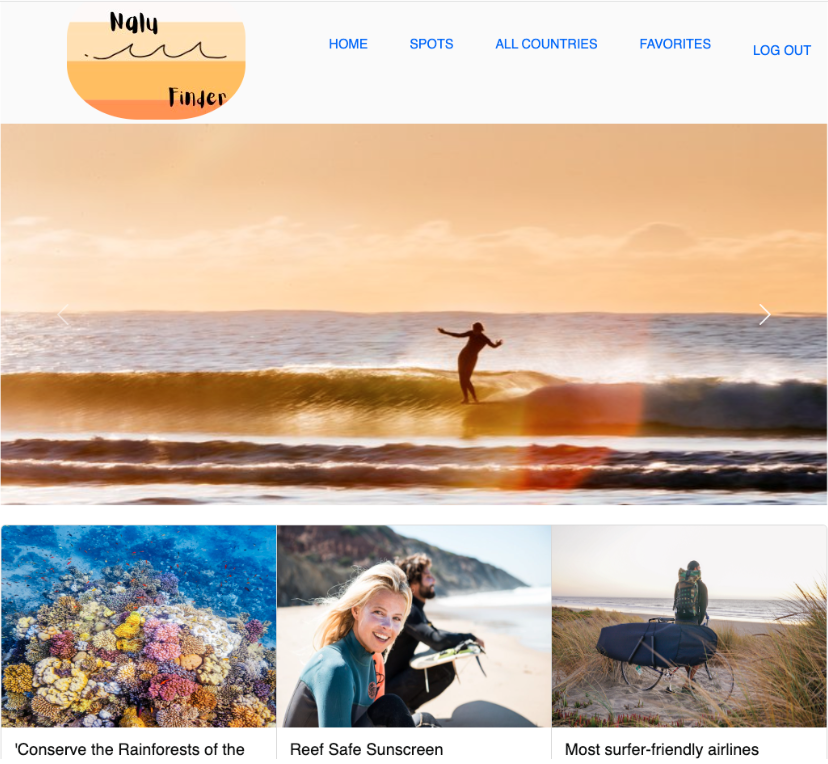 Nalu
Finder
HOME
SPOTS
ALL COUNTRIES
FAVORITES
LOG OUT
'Conserve the Rainforests of the
Reef Safe Sunscreen
Most surfer-friendly airlines